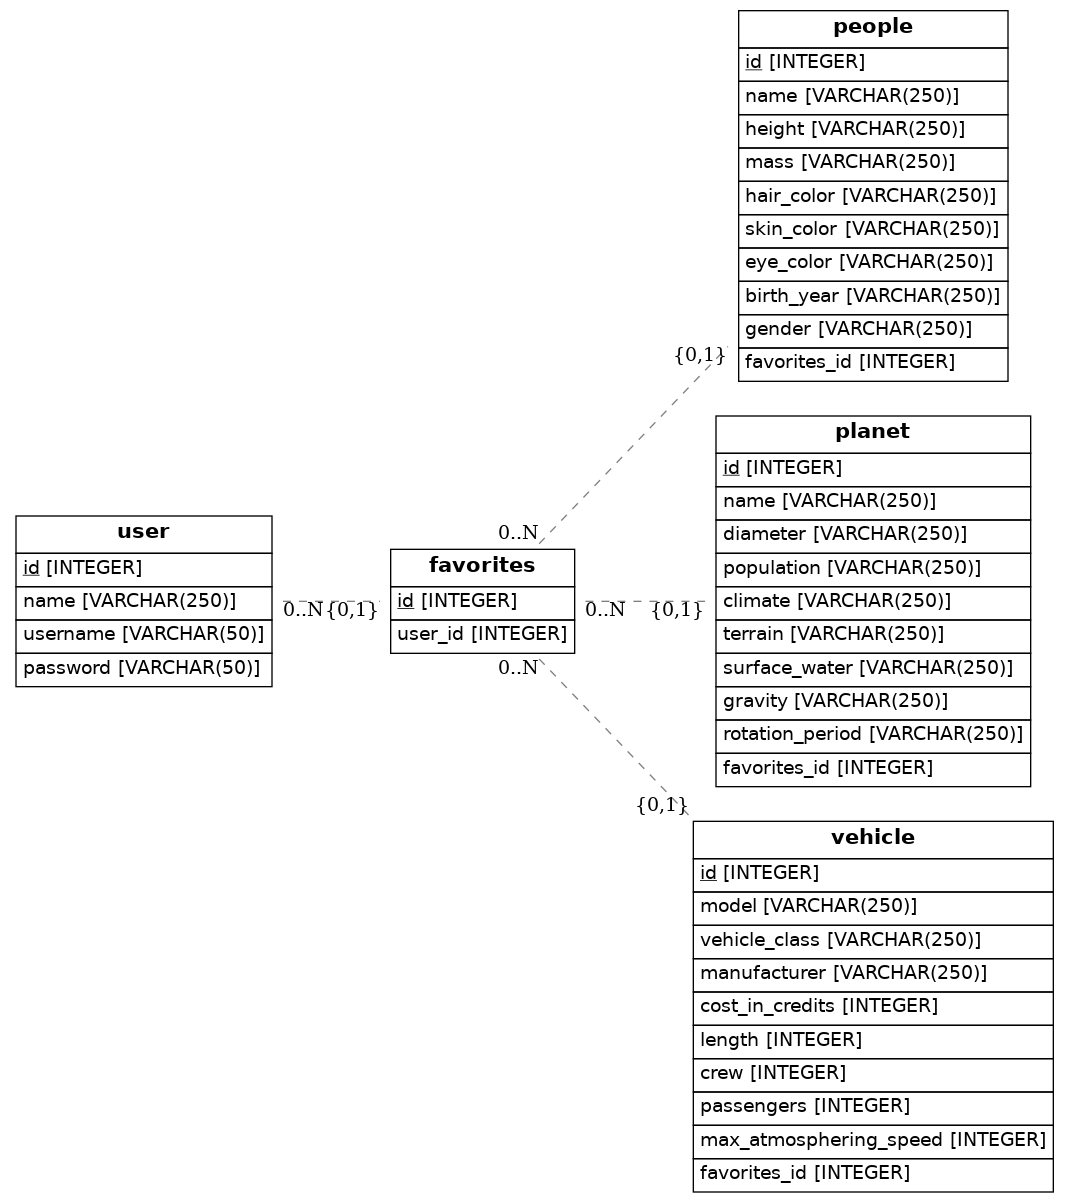 people
id [INTEGER]
name [VARCHAR(250)]
height [VARCHAR(250)]
mass [VARCHAR(250)]
hair_color [VARCHAR(250)]
skin_color [VARCHAR(250)]
eye_color [VARCHAR(250)]
birth_year [VARCHAR(250)]
gender [VARCHAR(250)]
favorites_id [INTEGER]
{0,1}
0..N
planet
id [INTEGER]
name [VARCHAR(250)]
diameter [VARCHAR(250)]
population [VARCHAR(250)]
climate [VARCHAR(250)]
terrain [VARCHAR(250)]
surface_water [VARCHAR(250)]
gravity [VARCHAR(250)]
rotation_period [VARCHAR(250)]
favorites_id [INTEGER]
user
id [INTEGER]
name [VARCHAR(250)]
username [VARCHAR(50)]
password [VARCHAR(50)]
0..N{0,1}
favorites
id [INTEGER]
user_id [INTEGER]
0..N {0,1}
0..N
{0,1}
vehicle
id [INTEGER]
model [VARCHAR(250)]
vehicle_class [VARCHAR(250)]
manufacturer [VARCHAR(250)]
cost_in_credits [INTEGER]
length [INTEGER]
crew [INTEGER]
passengers [INTEGER]
max_atmosphering_speed [INTEGER]
favorites_id [INTEGER]